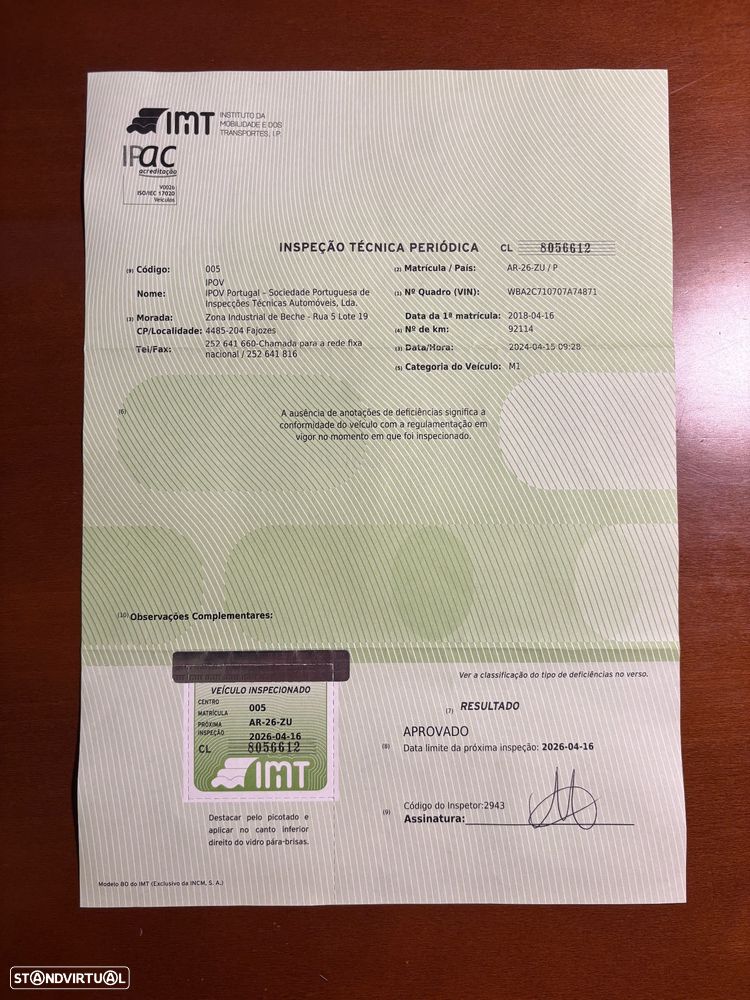 IMT INSTITUTO DA
MOBILIDADE E DOS
TRANSPORTES, I.P.
IPac
acreditação
V0026
ISO/IEC 17020
Veículos
INSPEÇÃO TÉCNICA PERIÓDICA CL 8056612
(9) Código: 005
IPOV
Nome: IPOV Portugal – Sociedade Portuguesa de
Inspecções Técnicas Automóveis, Lda.
(3) Morada: Zona Industrial de Beche - Rua 5 Lote 19
CP/Localidade: 4485-204 Fajozes
Tel/Fax: 252 641 660-Chamada para a rede fixa
nacional / 252 641 816
(2) Matrícula / País: AR-26-ZU / P
(1) Nº Quadro (VIN): WBA2C710707A74871
Data da 1ª matrícula: 2018-04-16
(4) Nº de km: 92114
(3) Data/Hora: 2024-04-15 09:28
(5) Categoria do Veículo: M1
(6) A ausência de anotações de deficiências significa a
conformidade do veículo com a regulamentação em
vigor no momento em que foi inspecionado.
(10) Observações Complementares:
Ver a classificação do tipo de deficiências no verso.
VEÍCULO INSPECIONADO
CENTRO 005
MATRÍCULA AR-26-ZU
PRÓXIMA
INSPEÇÃO 2026-04-16
CL 8056612
IMT
Destacar pelo picotado e
aplicar no canto inferior
direito do vidro pára-brisas.
(7) RESULTADO
APROVADO
(8) Data limite da próxima inspeção: 2026-04-16
(9) Código do Inspetor:2943
Assinatura:
Modelo 80 do IMT (Exclusivo da INCM, S. A.)
STANDVIRTUAL